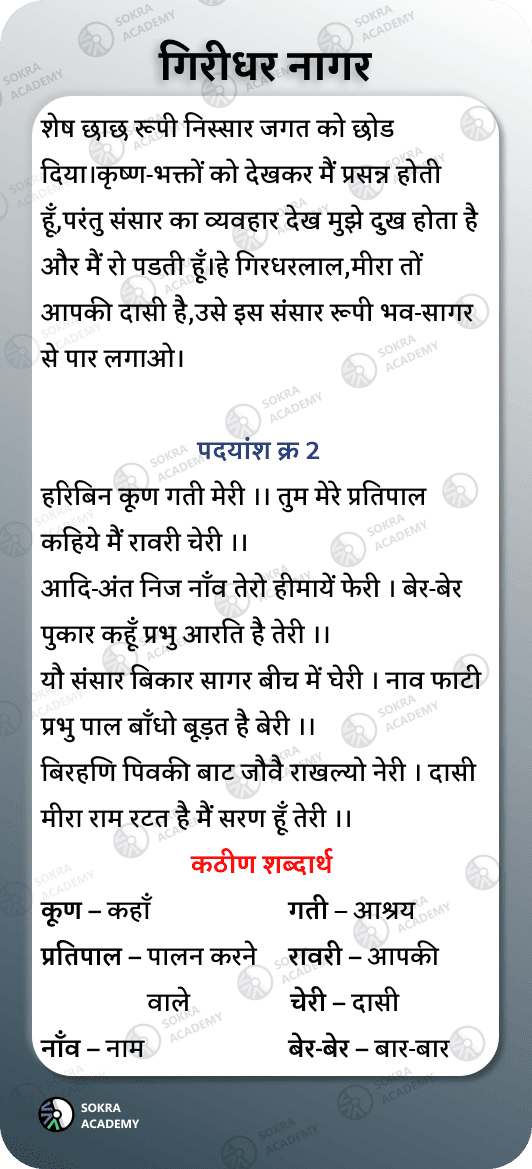 गिरीधर नागर
शेष छाछ रूपी निस्सार जगत को छोड
दिया।कृष्ण-भक्तों को देखकर मैं प्रसन्न होती
हूँ,परंतु संसार का व्यवहार देख मुझे दुख होता है
और मैं रो पडती हूँ।हे गिरधरलाल,मीरा तों
आपकी दासी है,उसे इस संसार रूपी भव-सागर
से पार लगाओ।
पदयांश क्र 2
हरिबिन कूण गती मेरी ।। तुम मेरे प्रतिपाल
कहिये मैं रावरी चेरी ।।
आदि-अंत निज नाँव तेरो हीमायें फेरी । बेर-बेर
पुकार कहूँ प्रभु आरति है तेरी ।।
यौ संसार बिकार सागर बीच में घेरी । नाव फाटी
प्रभु पाल बाँधो बूड़त है बेरी ।।
बिरहणि पिवकी बाट जौवै राखल्यो नेरी । दासी
मीरा राम रटत है मैं सरण हूँ तेरी ।।
कठीण शब्दार्थ
कूण – कहाँ गती – आश्रय
प्रतिपाल – पालन करने रावरी – आपकी
वाले चेरी – दासी
नाँव – नाम बेर-बेर – बार-बार
SOKRA
ACADEMY